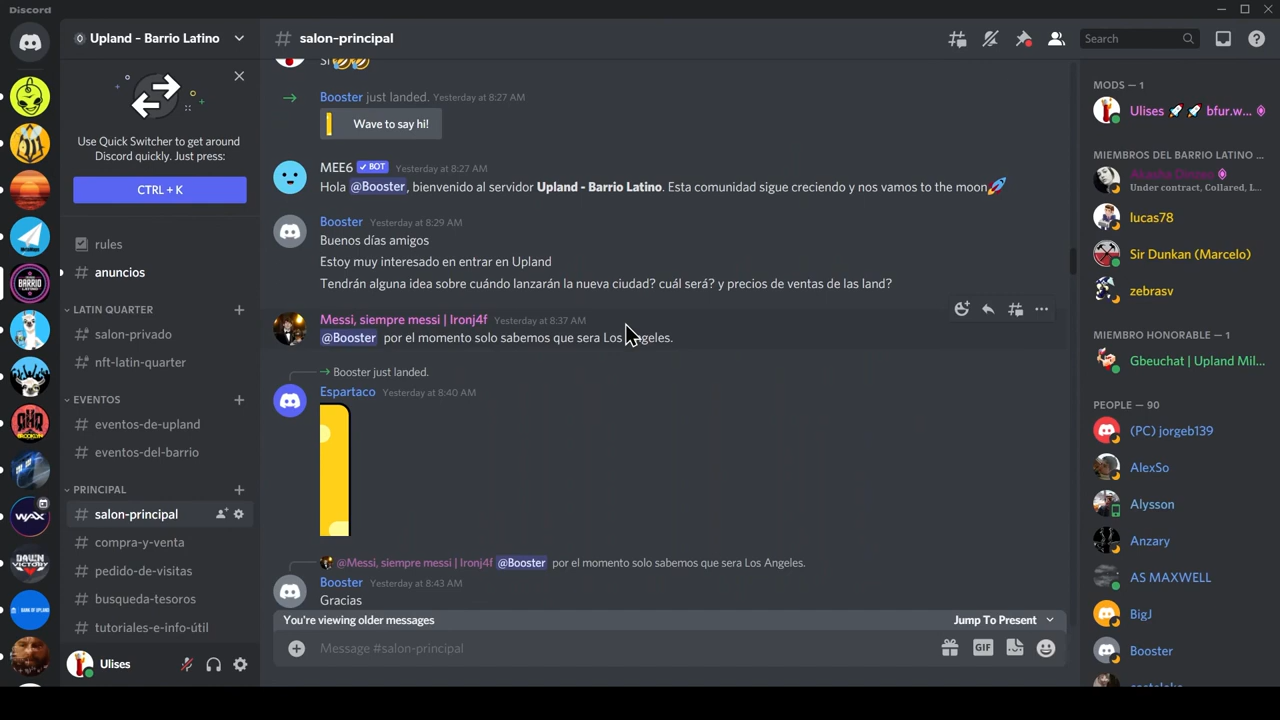 Discord
Upland - Barrio Latino
# salon-principal
Search
Use Quick Switcher to get around
Discord quickly. Just press:
CTRL + K
rules
anuncios
LATIN QUARTER
salon-privado
nft-latin-quarter
EVENTOS
eventos-de-upland
eventos-del-barrio
PRINCIPAL
salon-principal
compra-y-venta
pedido-de-visitas
busqueda-tesoros
tutoriales-e-info-útil
Ulises
Booster just landed. Yesterday at 8:27 AM
Wave to say hi!
MEE6 BOT Yesterday at 8:27 AM
Hola @Booster, bienvenido al servidor Upland - Barrio Latino. Esta comunidad sigue creciendo y nos vamos to the moon🚀
Booster Yesterday at 8:29 AM
Buenos días amigos
Estoy muy interesado en entrar en Upland
Tendrán alguna idea sobre cuándo lanzarán la nueva ciudad? cuál será? y precios de ventas de las land?
Messi, siempre messi | Ironj4f Yesterday at 8:37 AM
@Booster por el momento solo sabemos que sera Los Angeles.
Booster just landed.
Espartaco Yesterday at 8:40 AM
@Messi, siempre messi | Ironj4f @Booster por el momento solo sabemos que sera Los Angeles.
Booster Yesterday at 8:43 AM
Gracias
You're viewing older messages
Jump To Present
Message #salon-principal
GIF
MODS — 1
Ulises 🚀 🚀 bfur.w...
MIEMBROS DEL BARRIO LATINO ...
Under contract, Collared, L...
lucas78
Sir Dunkan (Marcelo)
zebrasv
MIEMBRO HONORABLE — 1
Gbeuchat | Upland Mil...
PEOPLE — 90
(PC) jorgeb139
AlexSo
Alysson
Anzary
AS MAXWELL
BigJ
Booster
WAX